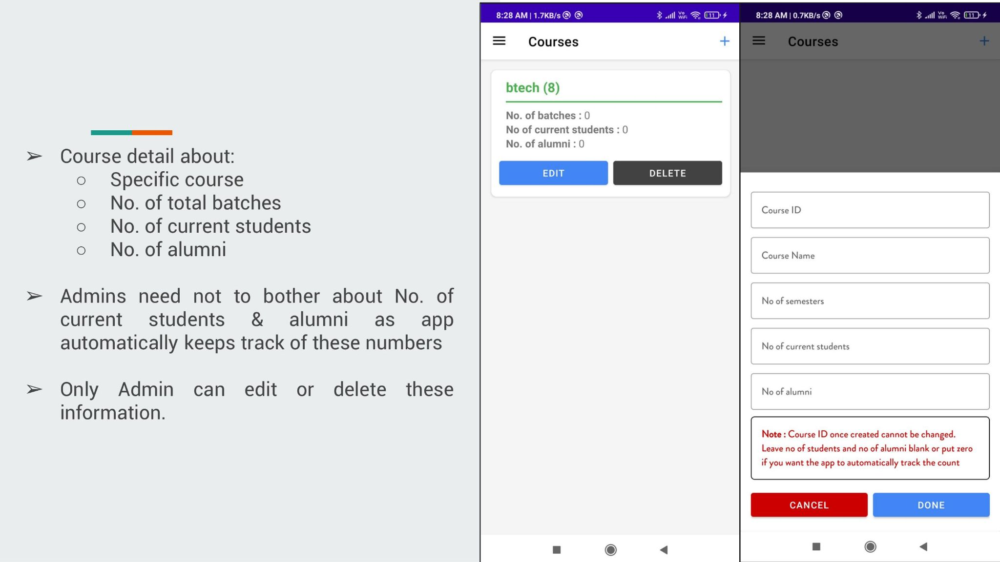 ➢ Course detail about:
○ Specific course
○ No. of total batches
○ No. of current students
○ No. of alumni
➢ Admins need not to bother about No. of
current students & alumni as app
automatically keeps track of these numbers
➢ Only Admin can edit or delete these
information.
8:28 AM | 1.7KB/s Vo WiFi 11
Courses +
btech (8)
No. of batches : 0
No of current students : 0
No. of alumni : 0
EDIT DELETE
8:28 AM | 0.7KB/s Vo WiFi 11
Courses +
Course ID
Course Name
No of semesters
No of current students
No of alumni
Note : Course ID once created cannot be changed.
Leave no of students and no of alumni blank or put zero
if you want the app to automatically track the count
CANCEL DONE